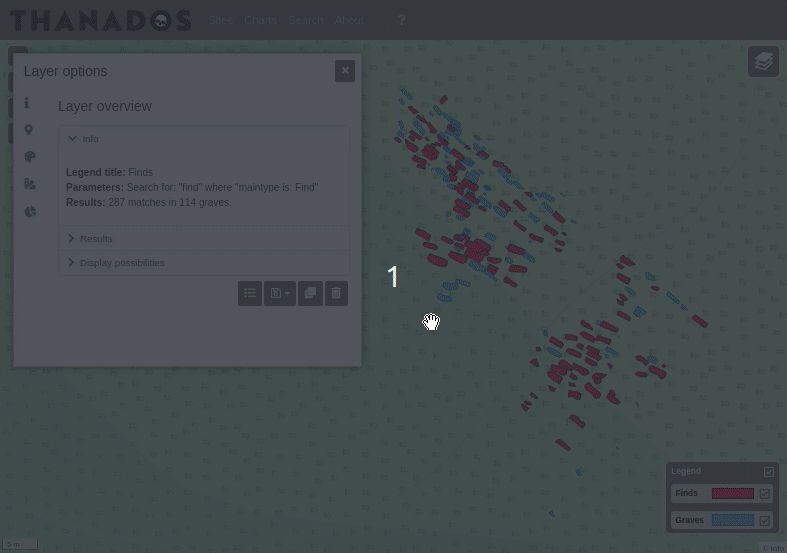 THANADOS
Sites Charts Search About ?
Layer options
Layer overview
Info
Legend title: Finds
Parameters: Search for: "find" where "maintype is: Find"
Results: 287 matches in 114 graves.
Results
Display possibilities
1
Legend
Finds
Graves
5 m